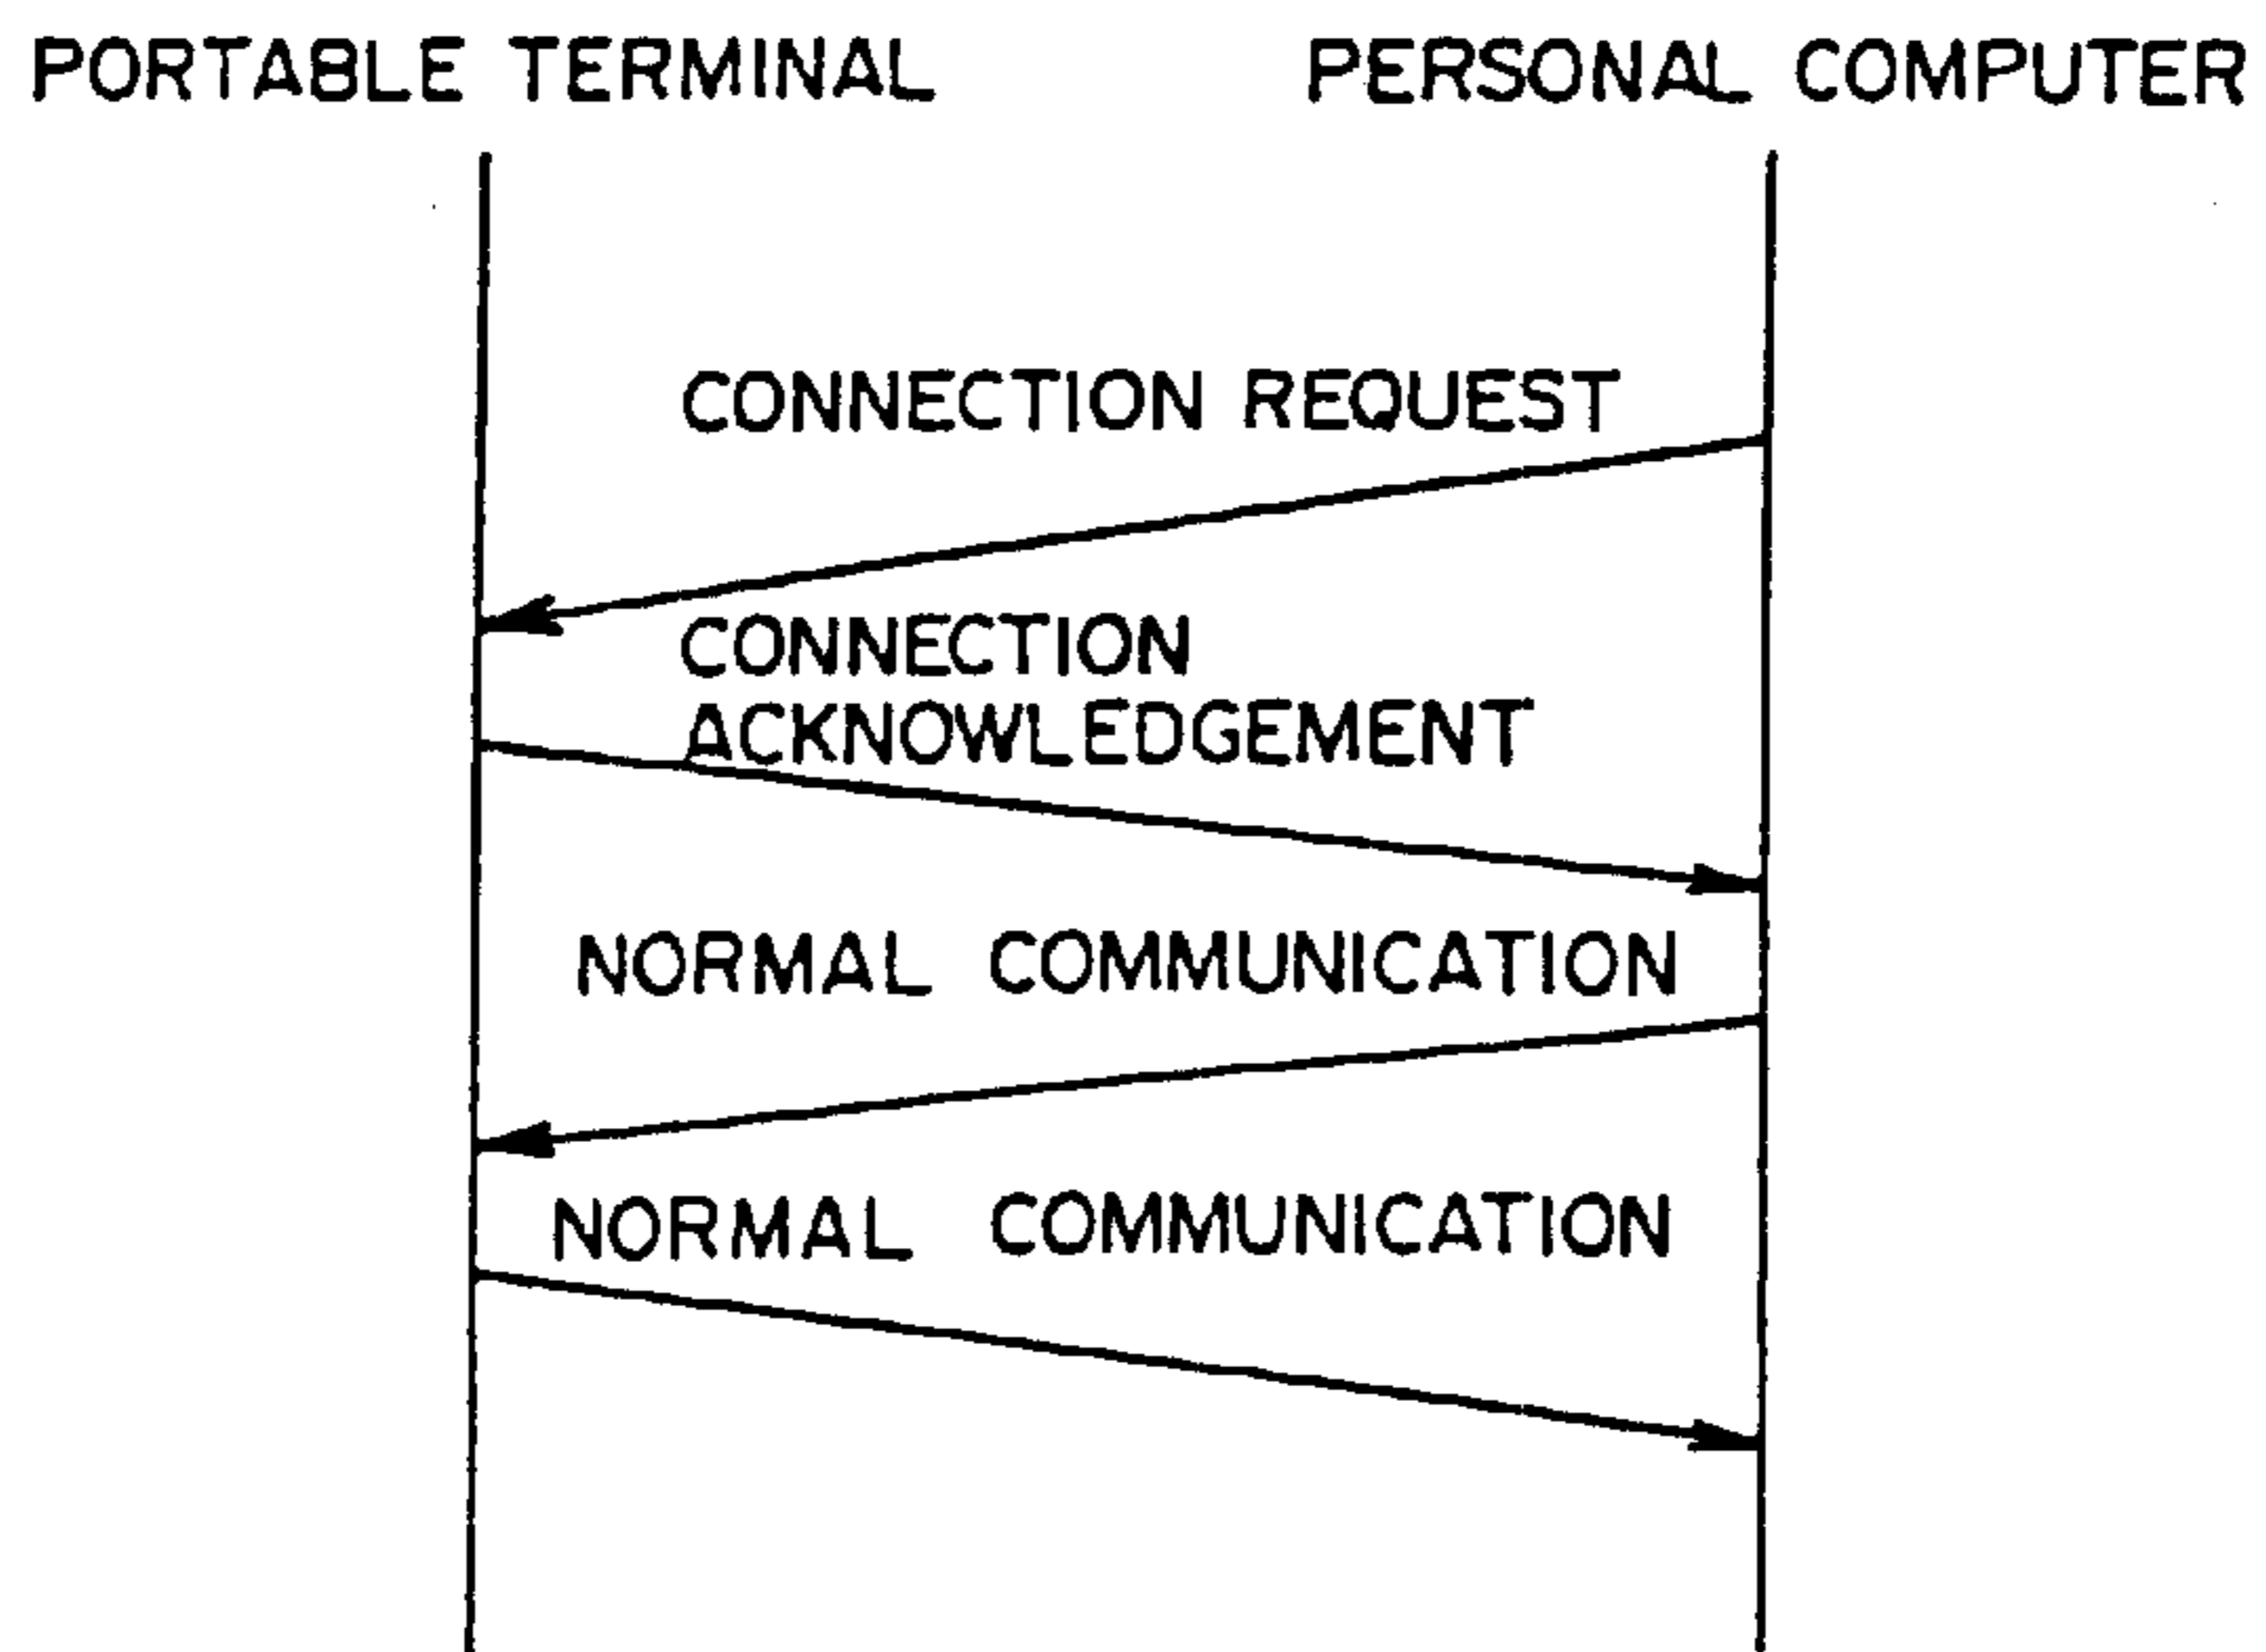 PORTABLE TERMINAL PERSONAL COMPUTER
CONNECTION REQUEST
CONNECTION
ACKNOWLEDGEMENT
NORMAL COMMUNICATION
NORMAL COMMUNICATION